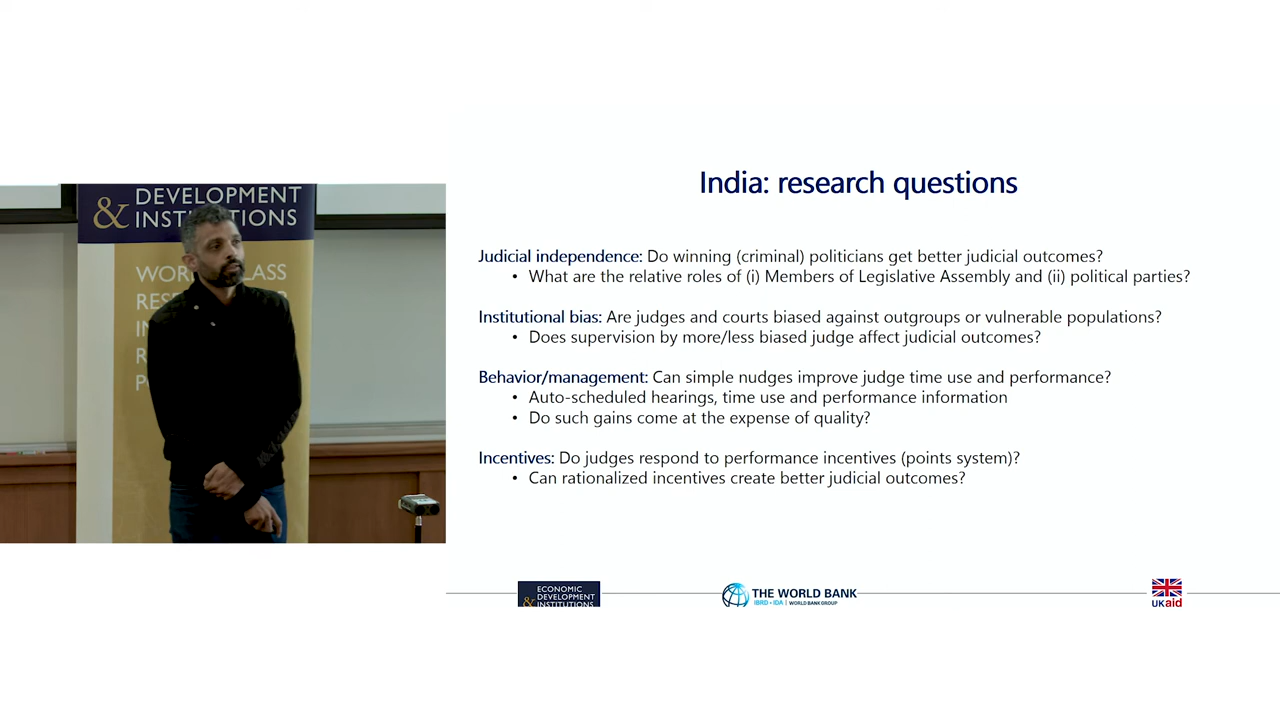 DEVELOPMENT
& INSTITUTIONS
India: research questions
Judicial independence: Do winning (criminal) politicians get better judicial outcomes?
• What are the relative roles of (i) Members of Legislative Assembly and (ii) political parties?
Institutional bias: Are judges and courts biased against outgroups or vulnerable populations?
• Does supervision by more/less biased judge affect judicial outcomes?
Behavior/management: Can simple nudges improve judge time use and performance?
• Auto-scheduled hearings, time use and performance information
• Do such gains come at the expense of quality?
Incentives: Do judges respond to performance incentives (points system)?
• Can rationalized incentives create better judicial outcomes?
ECONOMIC
DEVELOPMENT
& INSTITUTIONS
THE WORLD BANK
IBRD • IDA | WORLD BANK GROUP
UKaid